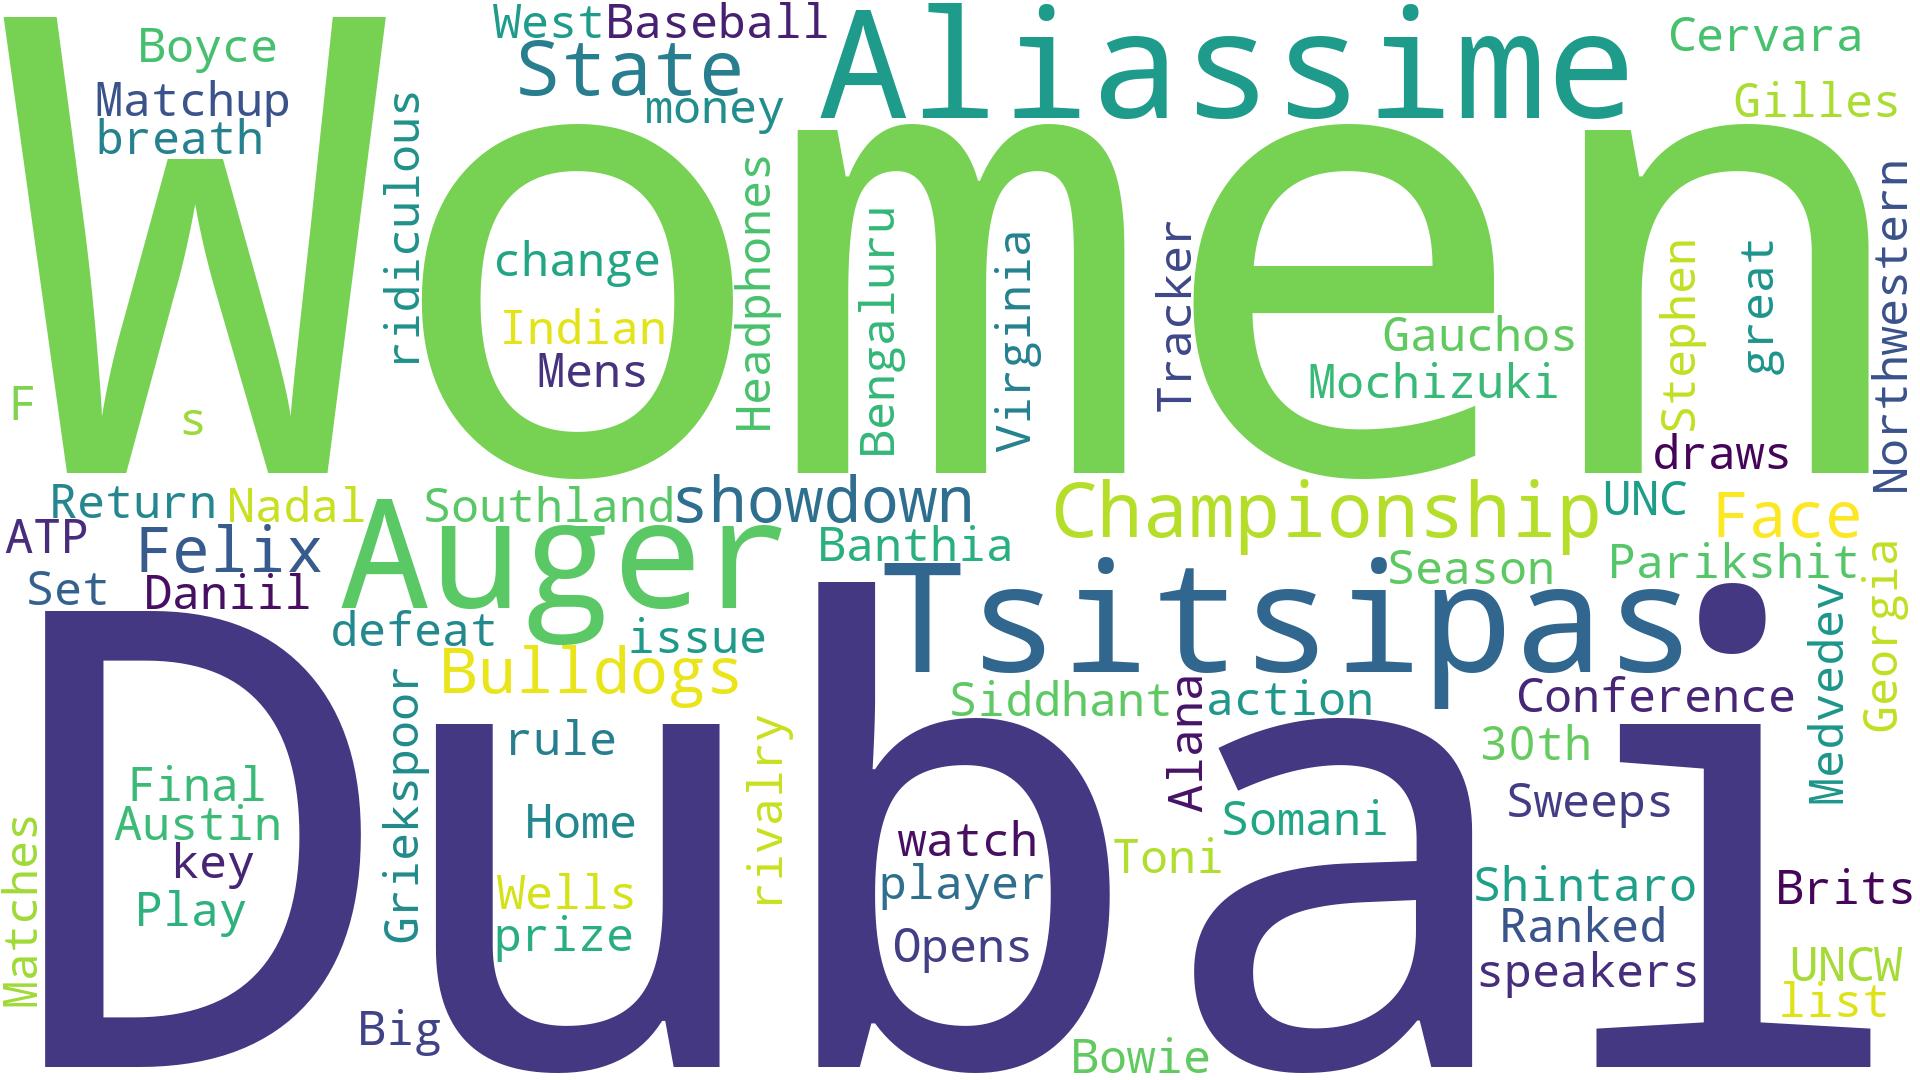 Women
Dubai
Aliassime
Tsitsipas
Auger
State
Championship
showdown
Felix
Bulldogs
Face
West
Baseball
money
Boyce
Matchup
breath
Cervara
Gilles
ridiculous
change
Indian
Mens
Headphones
Bengaluru
Virginia
Tracker
Gauchos
Mochizuki
Stephen
great
Northwestern
draws
F
s
Return
Nadal
Southland
UNC
ATP
Banthia
Season
Parikshit
Set
Daniil
defeat
issue
Georgia
Medvedev
Siddhant
Alana
action
Conference
Griekspoor
rule
rivalry
30th
Final
Austin
key
Play
Home
watch
player
Opens
Toni
Somani
Sweeps
Matches
Wells
prize
Shintaro
Ranked
speakers
Brits
UNCW
list
Big
Bowie